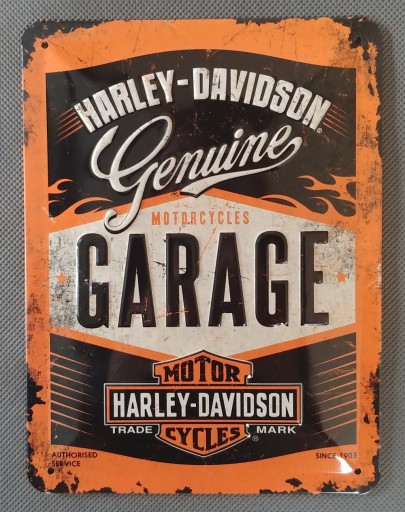 HARLEY-DAVIDSON®
Genuine
MOTORCYCLES
GARAGE
MOTOR
HARLEY-DAVIDSON
TRADE MARK
CYCLES®
AUTHORISED
SERVICE
SINCE 1903